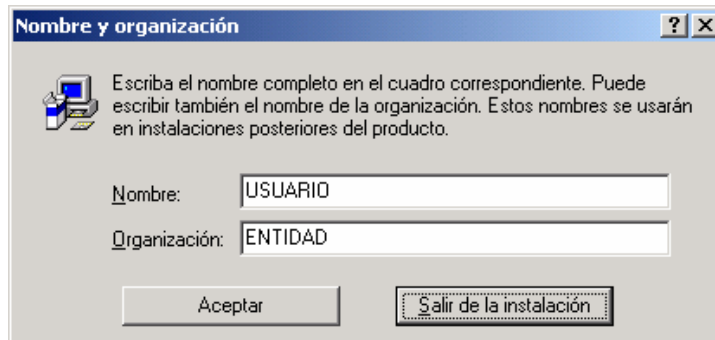 Nombre y organización
Escriba el nombre completo en el cuadro correspondiente. Puede
escribir también el nombre de la organización. Estos nombres se usarán
en instalaciones posteriores del producto.
Nombre: USUARIO
Organización: ENTIDAD
Aceptar Salir de la instalación